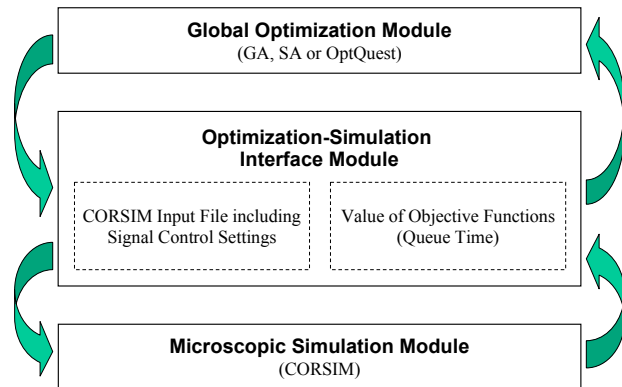 Global Optimization Module
(GA, SA or OptQuest)
Optimization-Simulation
Interface Module
CORSIM Input File including
Signal Control Settings
Value of Objective Functions
(Queue Time)
Microscopic Simulation Module
(CORSIM)